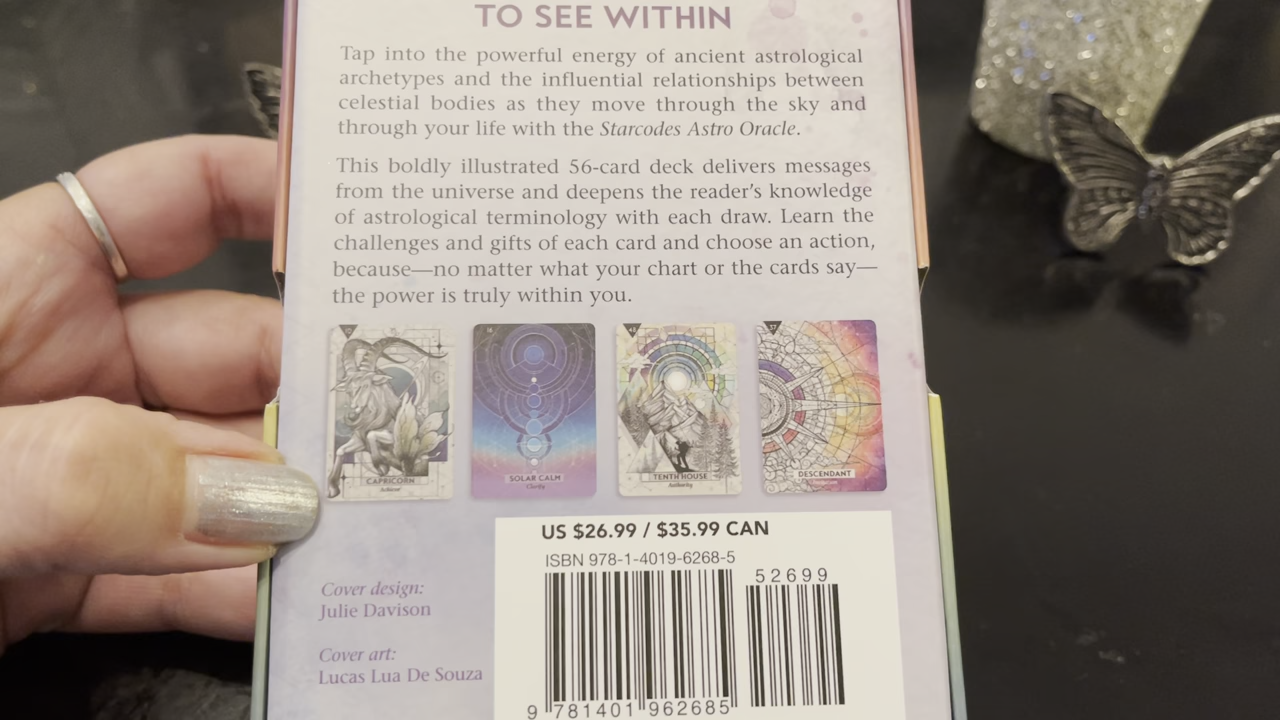 TO SEE WITHIN
Tap into the powerful energy of ancient astrological
archetypes and the influential relationships between
celestial bodies as they move through the sky and
through your life with the Starcodes Astro Oracle.
This boldly illustrated 56-card deck delivers messages
from the universe and deepens the reader's knowledge
of astrological terminology with each draw. Learn the
challenges and gifts of each card and choose an action,
because—no matter what your chart or the cards say—
the power is truly within you.
CAPRICORN
Achieve
18
SOLAR CALM
Clarify
TENTH HOUSE
Authority
37
DESCENDANT
US $26.99 / $35.99 CAN
ISBN 978-1-4019-6268-5
52699
9 781401 962685
Cover design:
Julie Davison
Cover art:
Lucas Lua De Souza